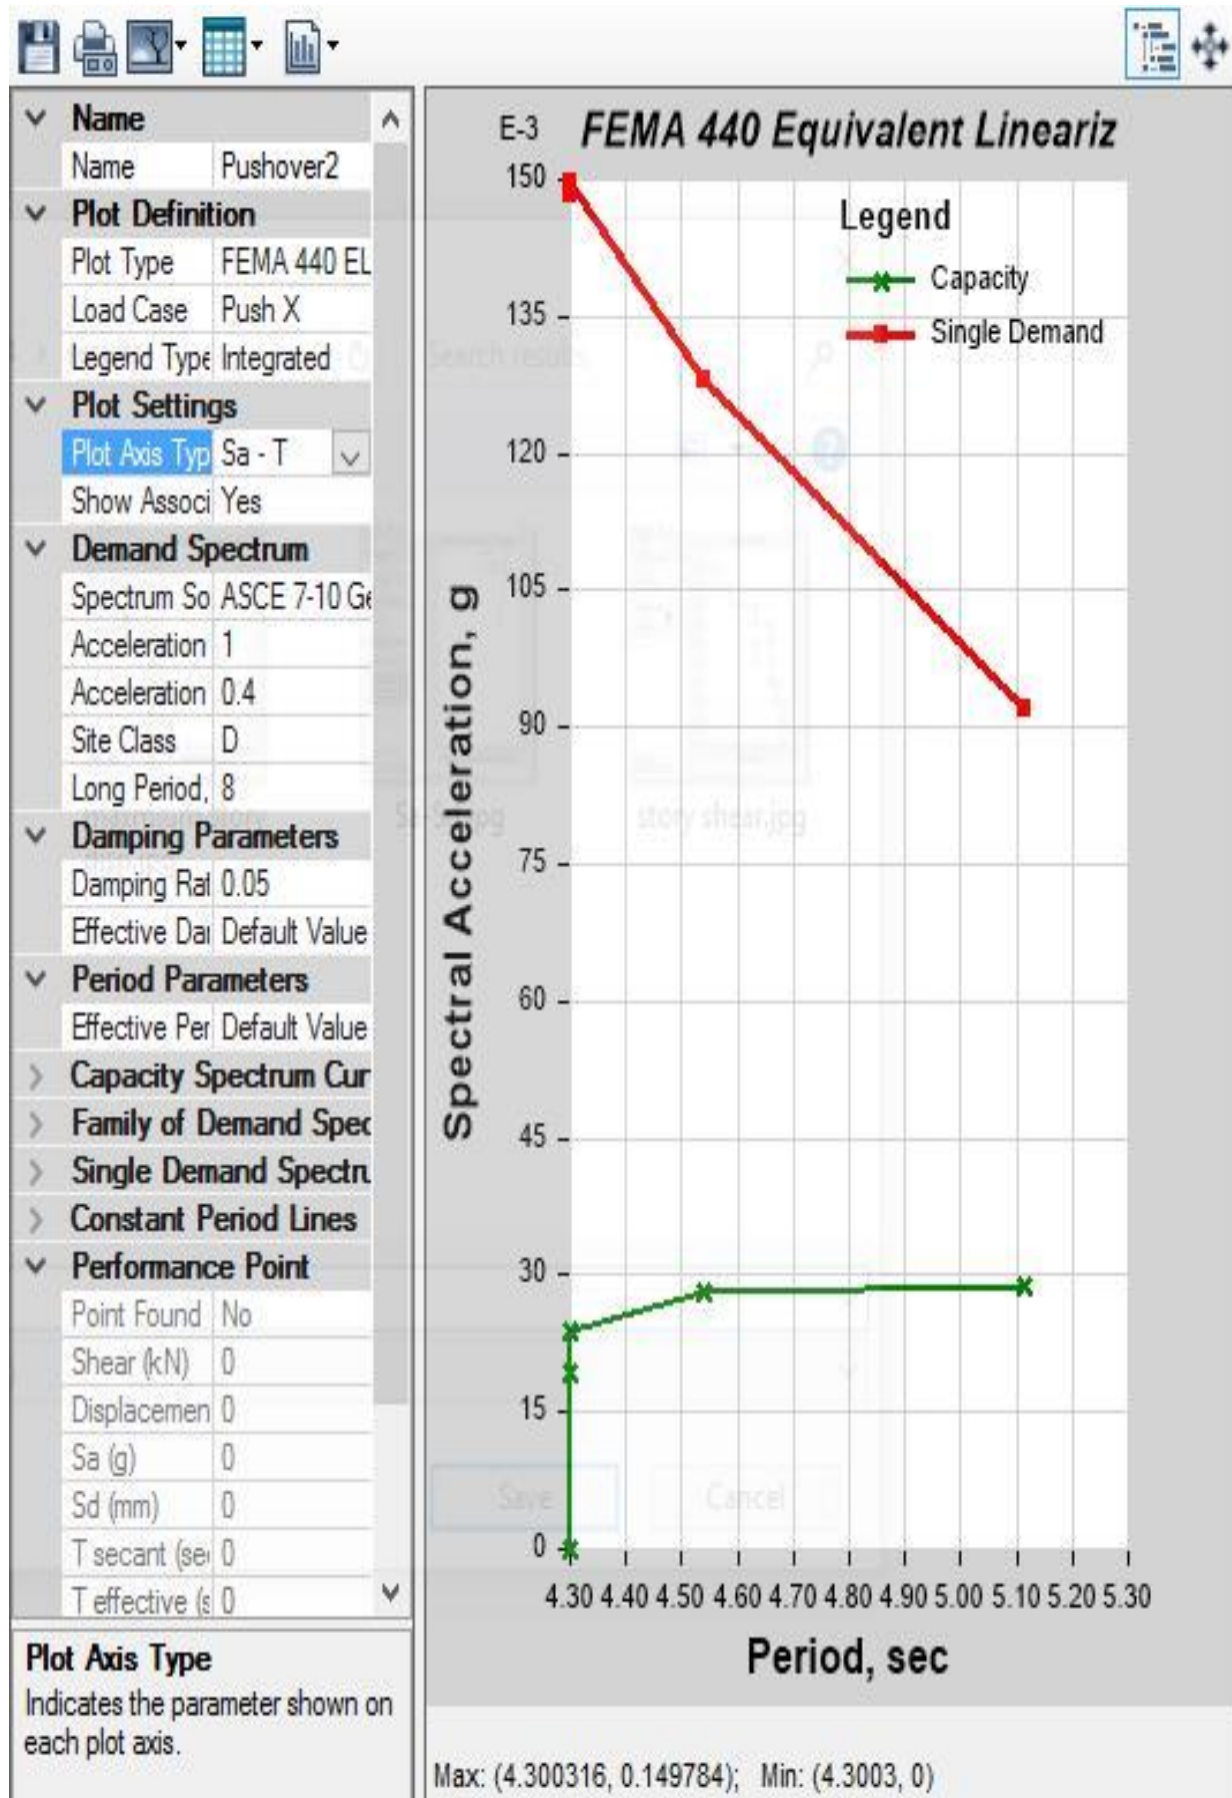 Name
Name Pushover2
Plot Definition
Plot Type FEMA 440 EL
Load Case Push X
Legend Type Integrated
Plot Settings
Plot Axis Typ Sa - T
Show Associ Yes
Demand Spectrum
Spectrum So ASCE 7-10 Ge
Acceleration 1
Acceleration 0.4
Site Class D
Long Period, 8
Damping Parameters
Damping Rat 0.05
Effective Dar Default Value
Period Parameters
Effective Per Default Value
Capacity Spectrum Cur
Family of Demand Spec
Single Demand Spectru
Constant Period Lines
Performance Point
Point Found No
Shear (kN) 0
Displacemen 0
Sa (g) 0
Sd (mm) 0
T secant (se 0
T effective (s 0
Plot Axis Type
Indicates the parameter shown on
each plot axis.
E-3 FEMA 440 Equivalent Lineariz
Legend
Capacity
Single Demand
150
135
120
105
90
75
60
45
30
15
0
Spectral Acceleration, g
4.30 4.40 4.50 4.60 4.70 4.80 4.90 5.00 5.10 5.20 5.30
Period, sec
Search results
story shear.jpg
Save Cancel
Max: (4.300316, 0.149784); Min: (4.3003, 0)